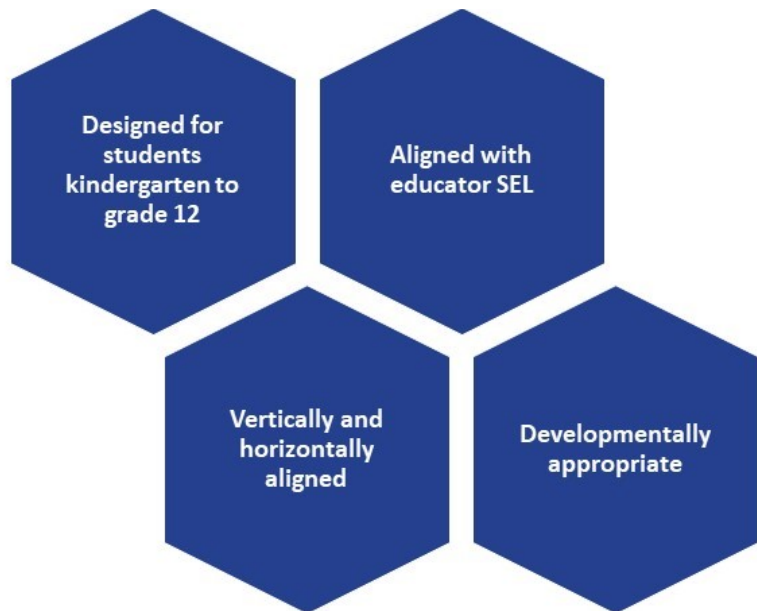 Designed for
students
kindergarten to
grade 12
Aligned with
educator SEL
Vertically and
horizontally
aligned
Developmentally
appropriate